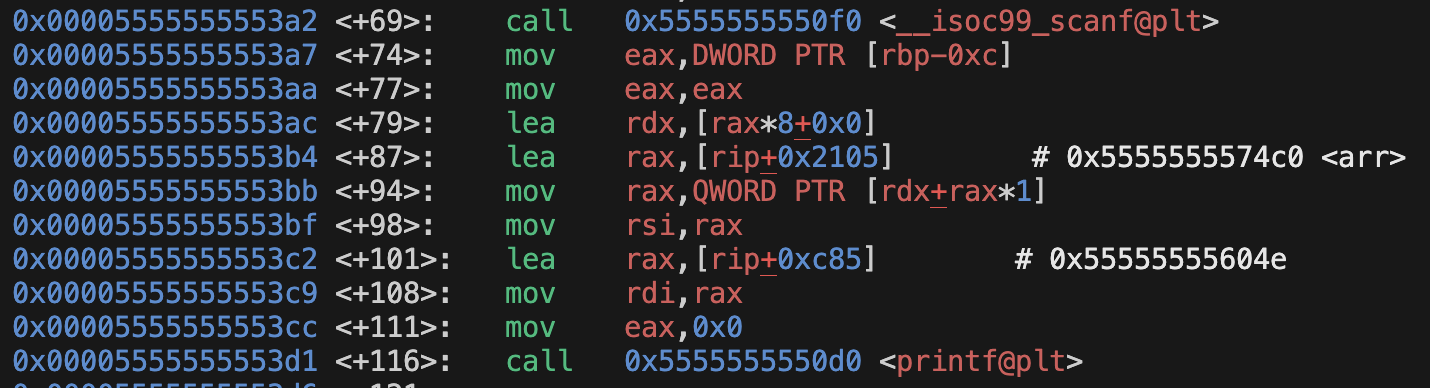 0x00005555555553a2 <+69>: call 0x5555555550f0 <__isoc99_scanf@plt>
0x00005555555553a7 <+74>: mov eax,DWORD PTR [rbp-0xc]
0x00005555555553aa <+77>: mov eax,eax
0x00005555555553ac <+79>: lea rdx,[rax*8+0x0]
0x00005555555553b4 <+87>: lea rax,[rip+0x2105] # 0x5555555574c0 <arr>
0x00005555555553bb <+94>: mov rax,QWORD PTR [rdx+rax*1]
0x00005555555553bf <+98>: mov rsi,rax
0x00005555555553c2 <+101>: lea rax,[rip+0xc85] # 0x55555555604e
0x00005555555553c9 <+108>: mov rdi,rax
0x00005555555553cc <+111>: mov eax,0x0
0x00005555555553d1 <+116>: call 0x5555555550d0 <printf@plt>